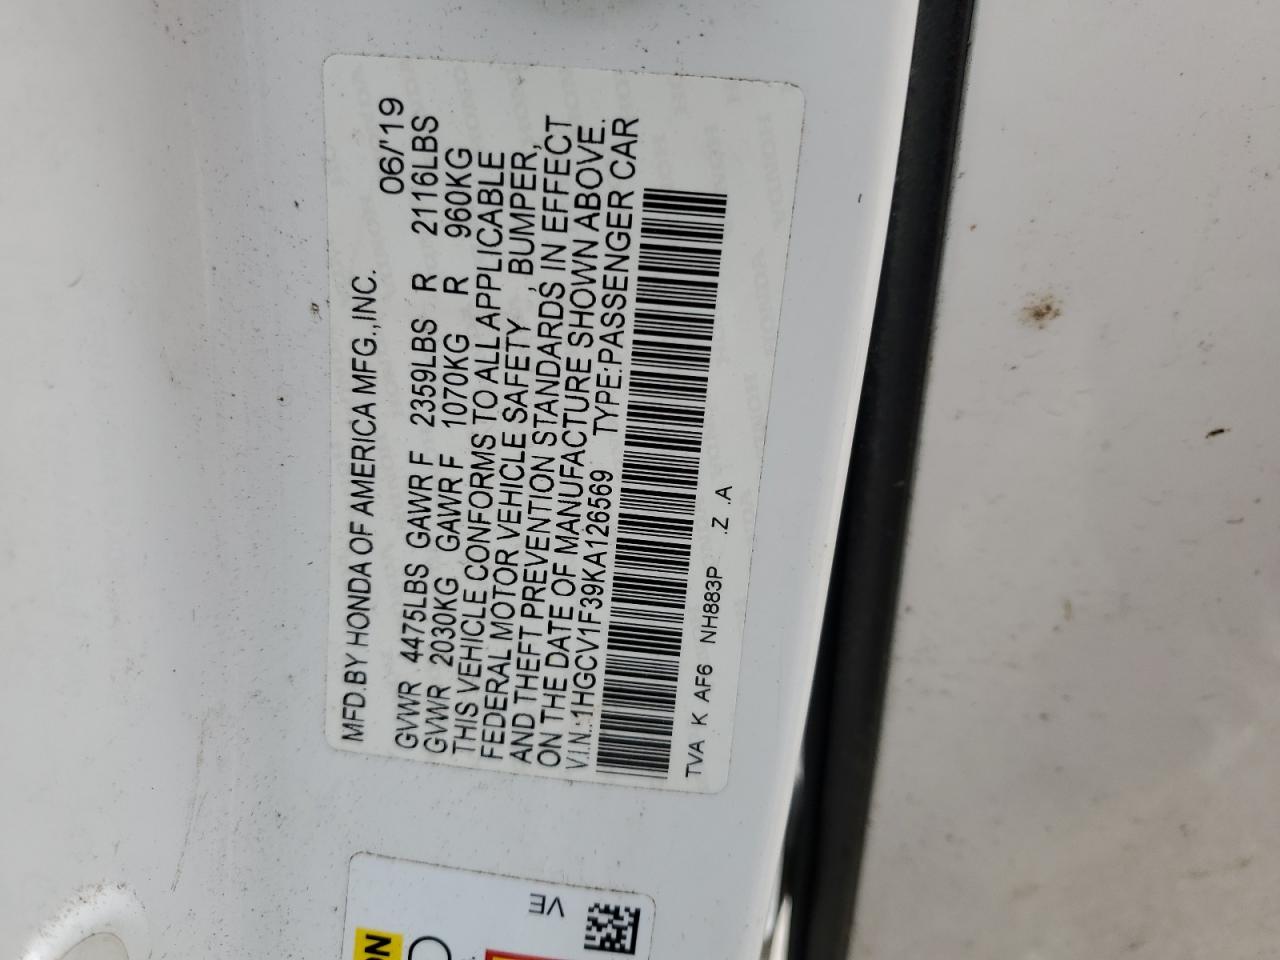 MFD.BY HONDA OF AMERICA MFG.,INC.
06/'19
GVWR 4475LBS GAWR F 2359LBS R 2116LBS
GVWR 2030KG GAWR F 1070KG R 960KG
THIS VEHICLE CONFORMS TO ALL APPLICABLE
FEDERAL MOTOR VEHICLE SAFETY , BUMPER,
AND THEFT PREVENTION STANDARDS IN EFFECT
ON THE DATE OF MANUFACTURE SHOWN ABOVE.
V.I.N.:1HGCV1F39KA126569 TYPE:PASSENGER CAR
TVA K AF6 NH883P .Z .A
VE